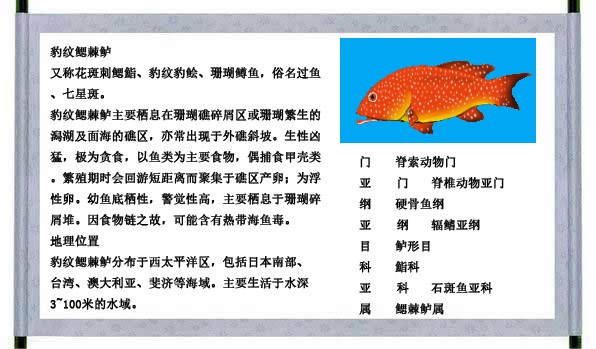 豹纹鳃棘鲈
又称花斑刺鳃鮨、豹纹豹鲙、珊瑚鳟鱼，俗名过鱼
、七星斑。
豹纹鳃棘鲈主要栖息在珊瑚礁碎屑区或珊瑚繁生的
潟湖及面海的礁区，亦常出现于外礁斜坡。生性凶
猛，极为贪食，以鱼类为主要食物，偶捕食甲壳类
。繁殖期时会回游短距离而聚集于礁区产卵；为浮
性卵。幼鱼底栖性，警觉性高，主要栖息于珊瑚碎
屑堆。因食物链之故，可能含有热带海鱼毒。
地理位置
豹纹鳃棘鲈分布于西太平洋区，包括日本南部、
台湾、澳大利亚、斐济等海域。主要生活于水深
3~100米的水域。
门 脊索动物门
亚 门 脊椎动物亚门
纲 硬骨鱼纲
亚 纲 辐鳍亚纲
目 鲈形目
科 鮨科
亚 科 石斑鱼亚科
属 鳃棘鲈属